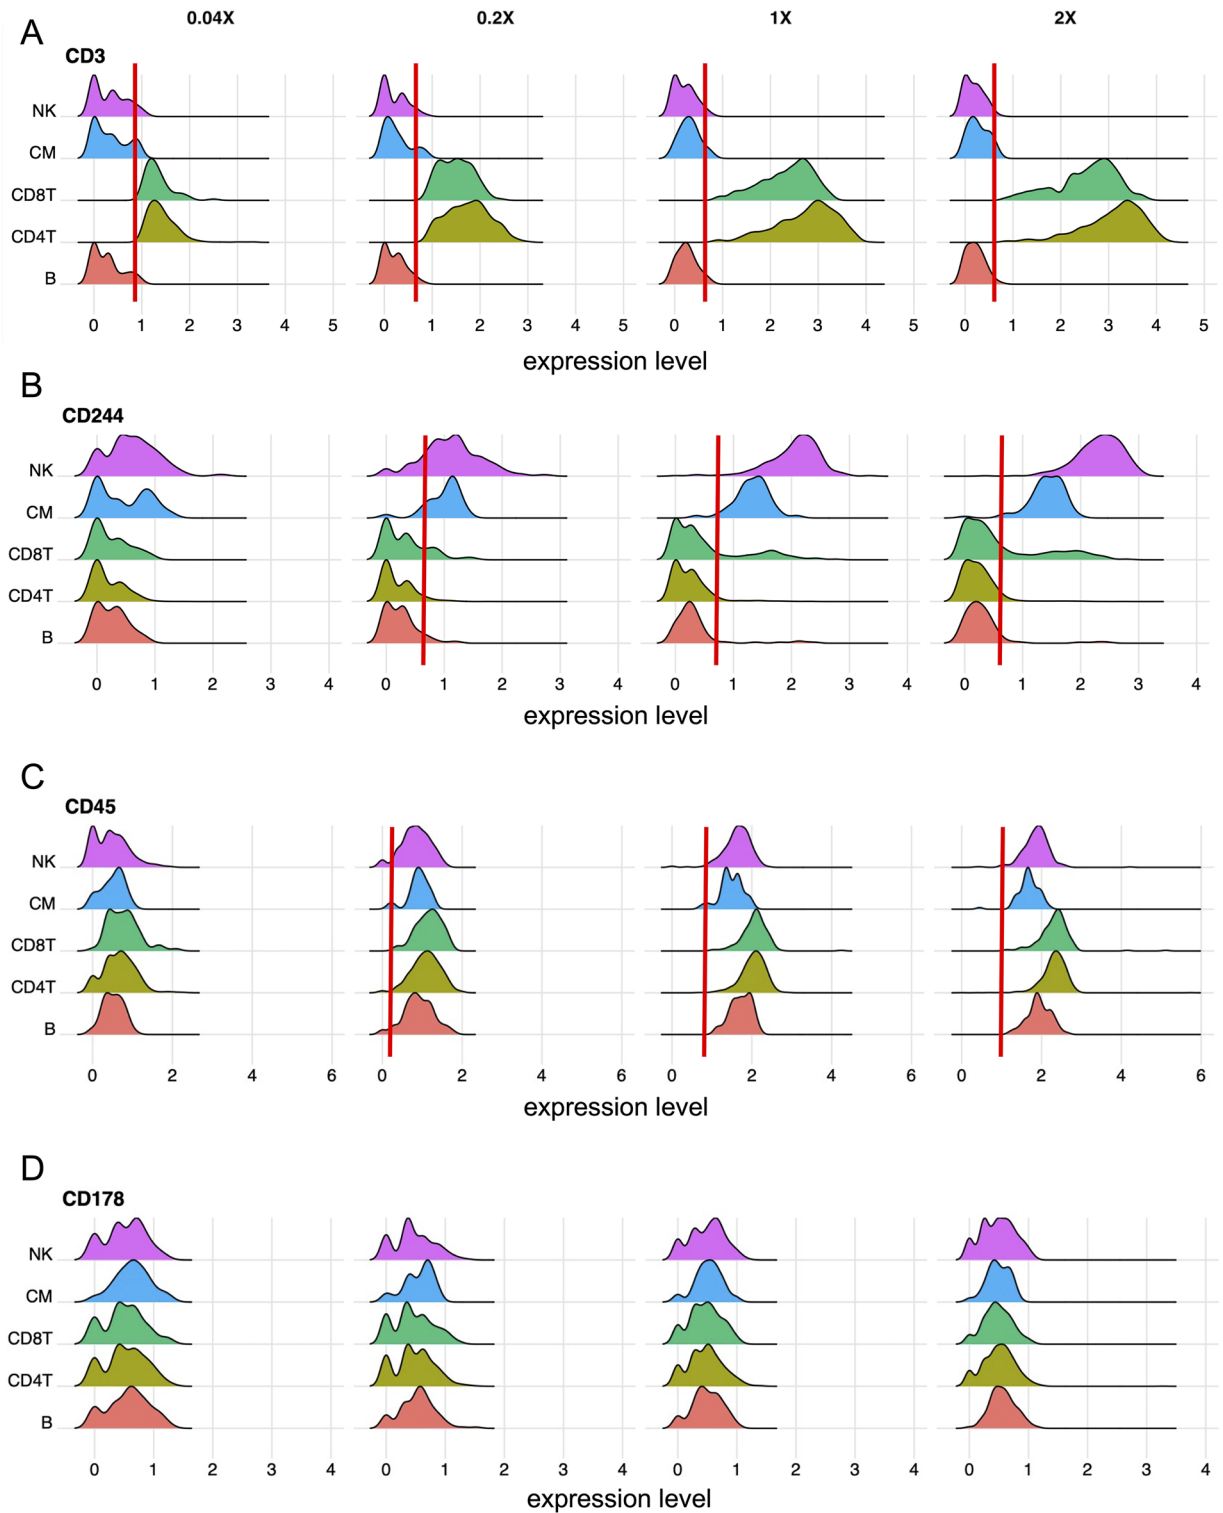 0.04X 0.2X 1X 2X
A
CD3
NK
CM
CD8T
CD4T
B
0 1 2 3 4 5 0 1 2 3 4 5 0 1 2 3 4 5 0 1 2 3 4 5
expression level
B
CD244
NK
CM
CD8T
CD4T
B
0 1 2 3 4 0 1 2 3 4 0 1 2 3 4 0 1 2 3 4
expression level
C
CD45
NK
CM
CD8T
CD4T
B
0 2 4 6 0 2 4 6 0 2 4 6 0 2 4 6
expression level
D
CD178
NK
CM
CD8T
CD4T
B
0 1 2 3 4 0 1 2 3 4 0 1 2 3 4 0 1 2 3 4
expression level